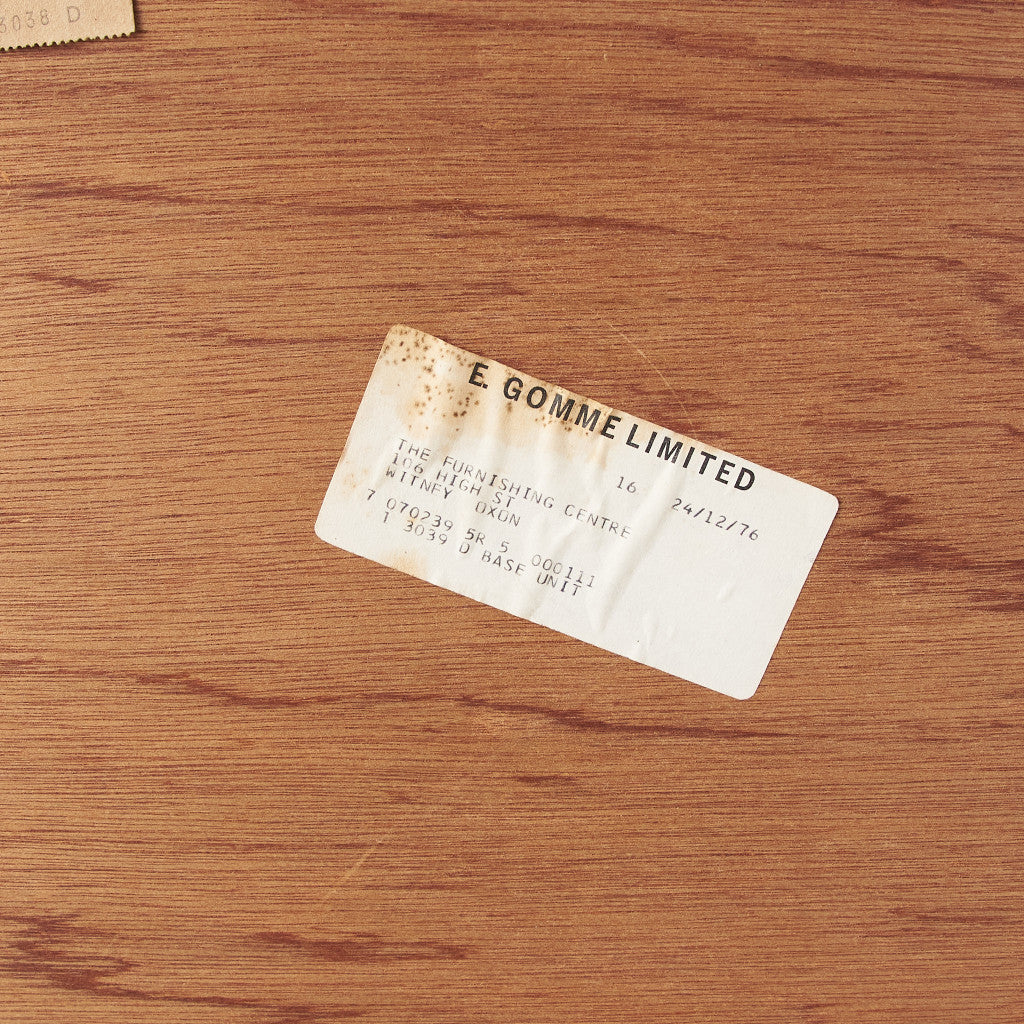 3038 D
E. GOMME LIMITED
16 24/12/76
THE FURNISHING CENTRE
106 HIGH ST
WITNEY OXON
7 070239 5R 5 000111
1 3039 D BASE UNIT